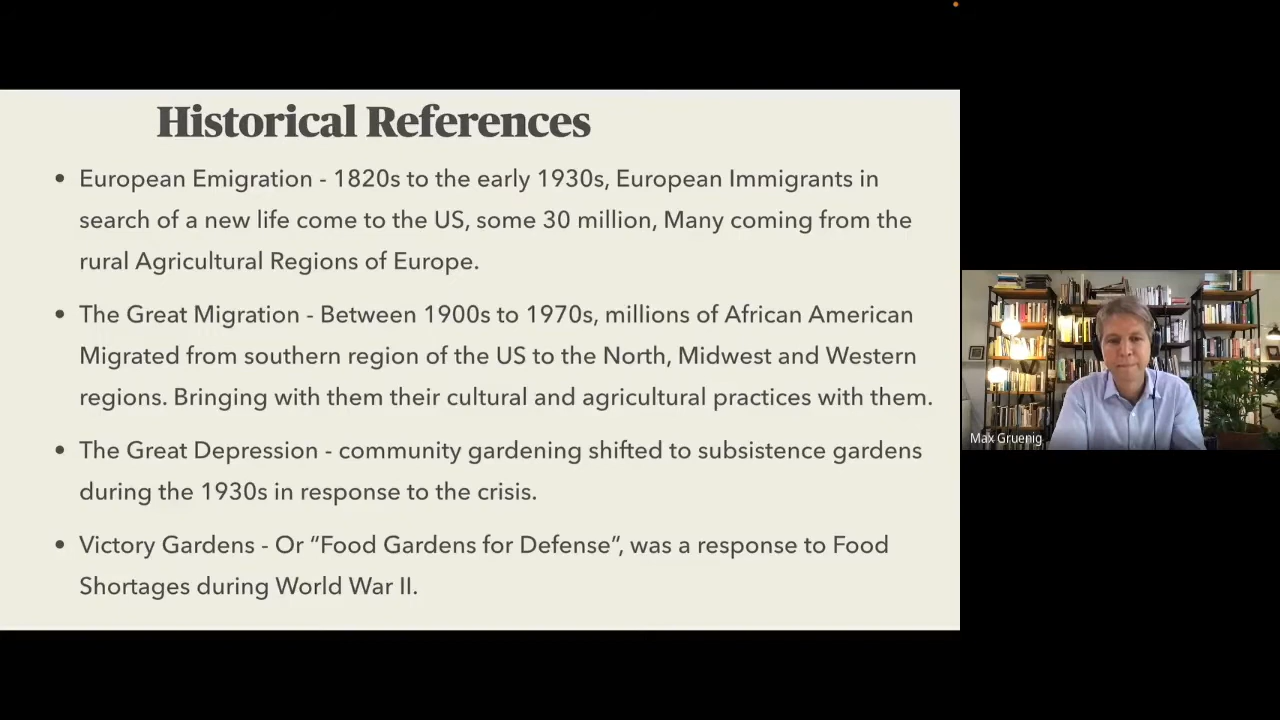 Historical References
• European Emigration - 1820s to the early 1930s, European Immigrants in
search of a new life come to the US, some 30 million, Many coming from the
rural Agricultural Regions of Europe.
• The Great Migration - Between 1900s to 1970s, millions of African American
Migrated from southern region of the US to the North, Midwest and Western
regions. Bringing with them their cultural and agricultural practices with them.
• The Great Depression - community gardening shifted to subsistence gardens
during the 1930s in response to the crisis.
• Victory Gardens - Or “Food Gardens for Defense”, was a response to Food
Shortages during World War II.
Max Gruenig